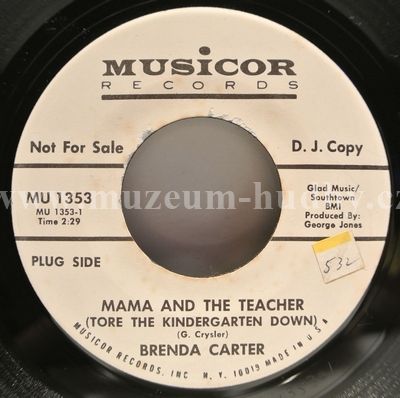 MUSICOR
RECORDS
Not For Sale
D. J. Copy
MU 1353
MU 1353-1
Time 2:29
Glad Music/
Southtown
BMI
Produced By:
George Jones
www.muzeum-hudby.cz
PLUG SIDE
532
MAMA AND THE TEACHER
(TORE THE KINDERGARTEN DOWN)
(G. Crysler)
BRENDA CARTER
MUSICOR RECORDS, INC. N. Y. 10019 MADE IN U.S.A.